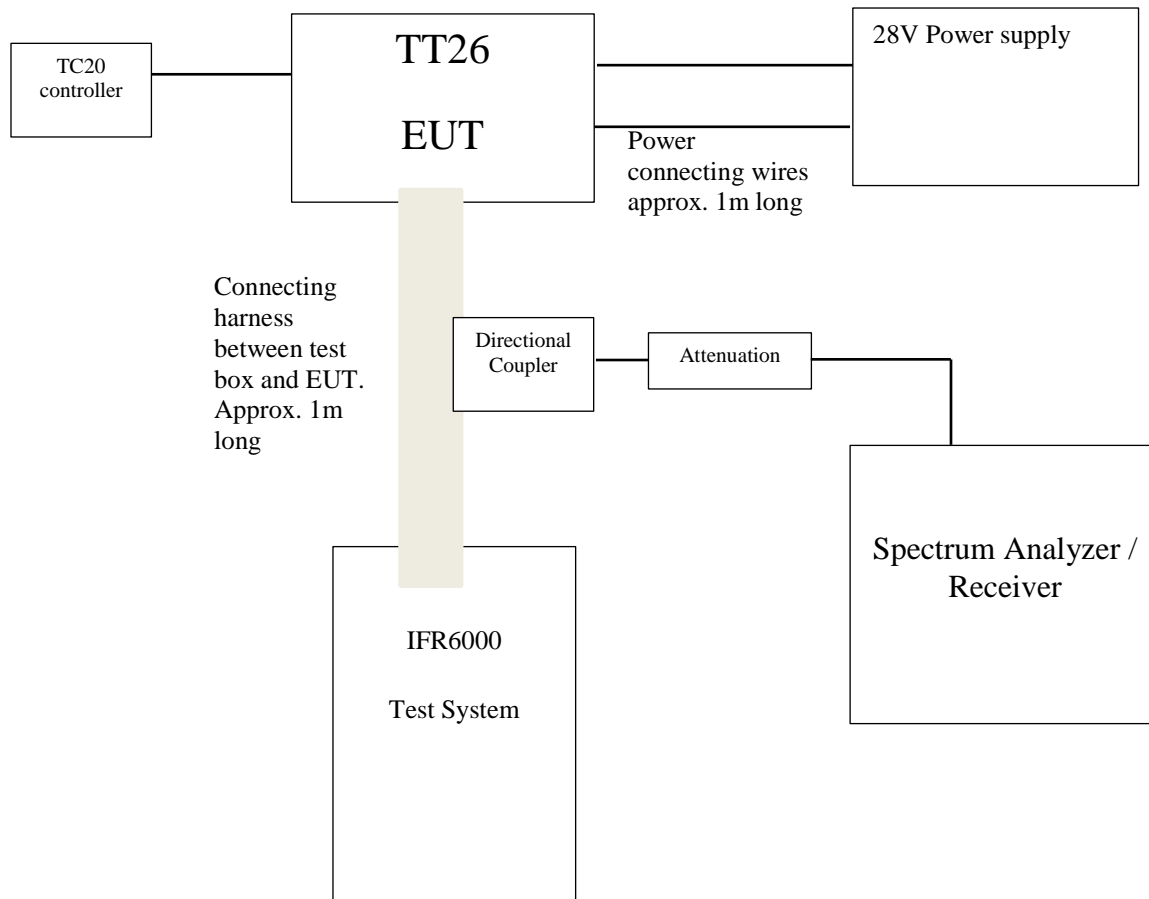 TT26
EUT
28V Power supply
TC20
controller
Power
connecting wires
approx. 1m long
Connecting
harness
between test
box and EUT.
Approx. 1m
long
Directional
Coupler
Attenuation
Spectrum Analyzer /
Receiver
IFR6000
Test System